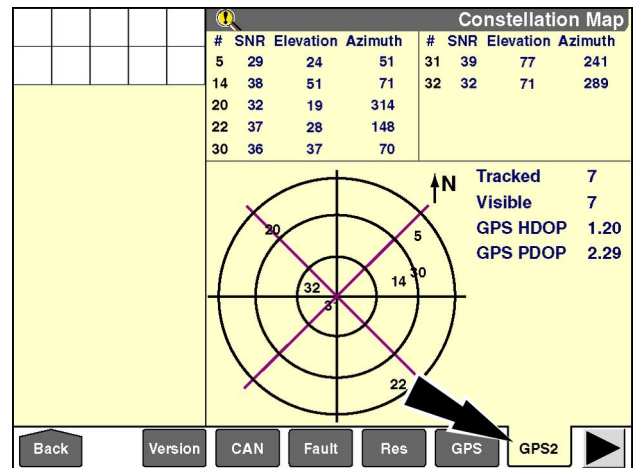 Constellation Map
# SNR Elevation Azimuth # SNR Elevation Azimuth
5 29 24 51 31 39 77 241
14 38 51 71 32 32 71 289
20 32 19 314
22 37 28 148
30 36 37 70
N
Tracked 7
Visible 7
GPS HDOP 1.20
GPS PDOP 2.29
20
5
30
14
32
31
22
Back Version CAN Fault Res GPS GPS2